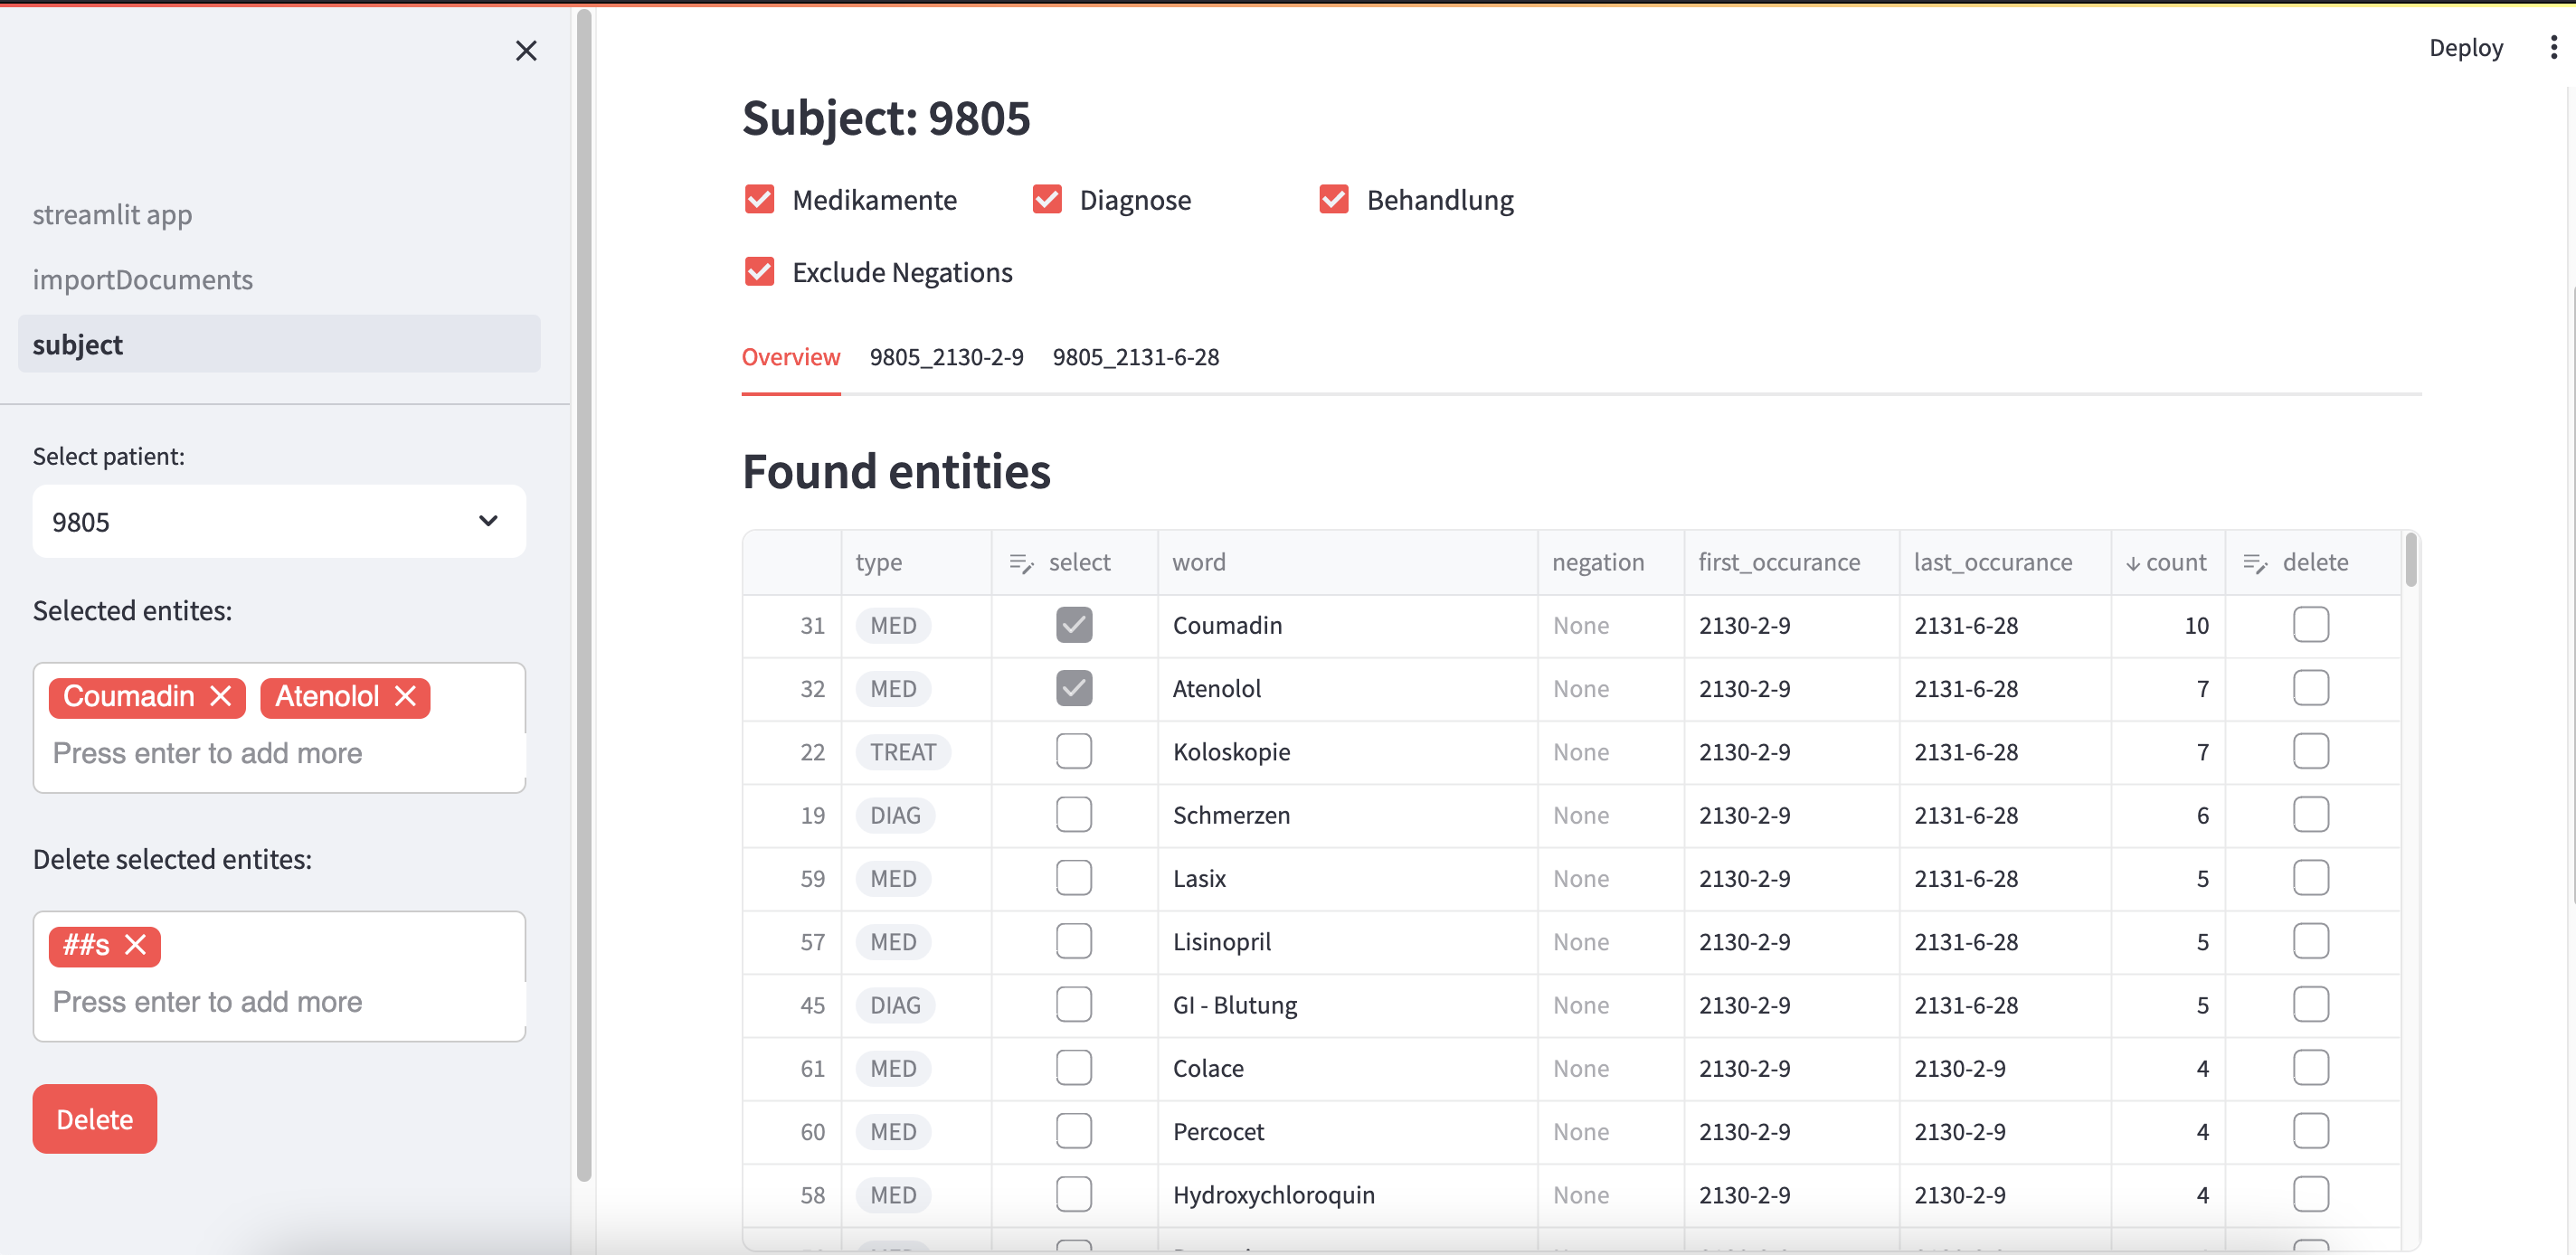 Deploy
streamlit app
importDocuments
subject
Select patient:
9805
Selected entites:
Coumadin Atenolol
Press enter to add more
Delete selected entites:
##s
Press enter to add more
Delete
Subject: 9805
Medikamente Diagnose Behandlung
Exclude Negations
Overview 9805_2130-2-9 9805_2131-6-28
Found entities
type select word negation first_occurance last_occurance ↓ count delete
31 MED Coumadin None 2130-2-9 2131-6-28 10
32 MED Atenolol None 2130-2-9 2131-6-28 7
22 TREAT Koloskopie None 2130-2-9 2131-6-28 7
19 DIAG Schmerzen None 2130-2-9 2131-6-28 6
59 MED Lasix None 2130-2-9 2131-6-28 5
57 MED Lisinopril None 2130-2-9 2131-6-28 5
45 DIAG GI - Blutung None 2130-2-9 2131-6-28 5
61 MED Colace None 2130-2-9 2130-2-9 4
60 MED Percocet None 2130-2-9 2130-2-9 4
58 MED Hydroxychloroquin None 2130-2-9 2130-2-9 4